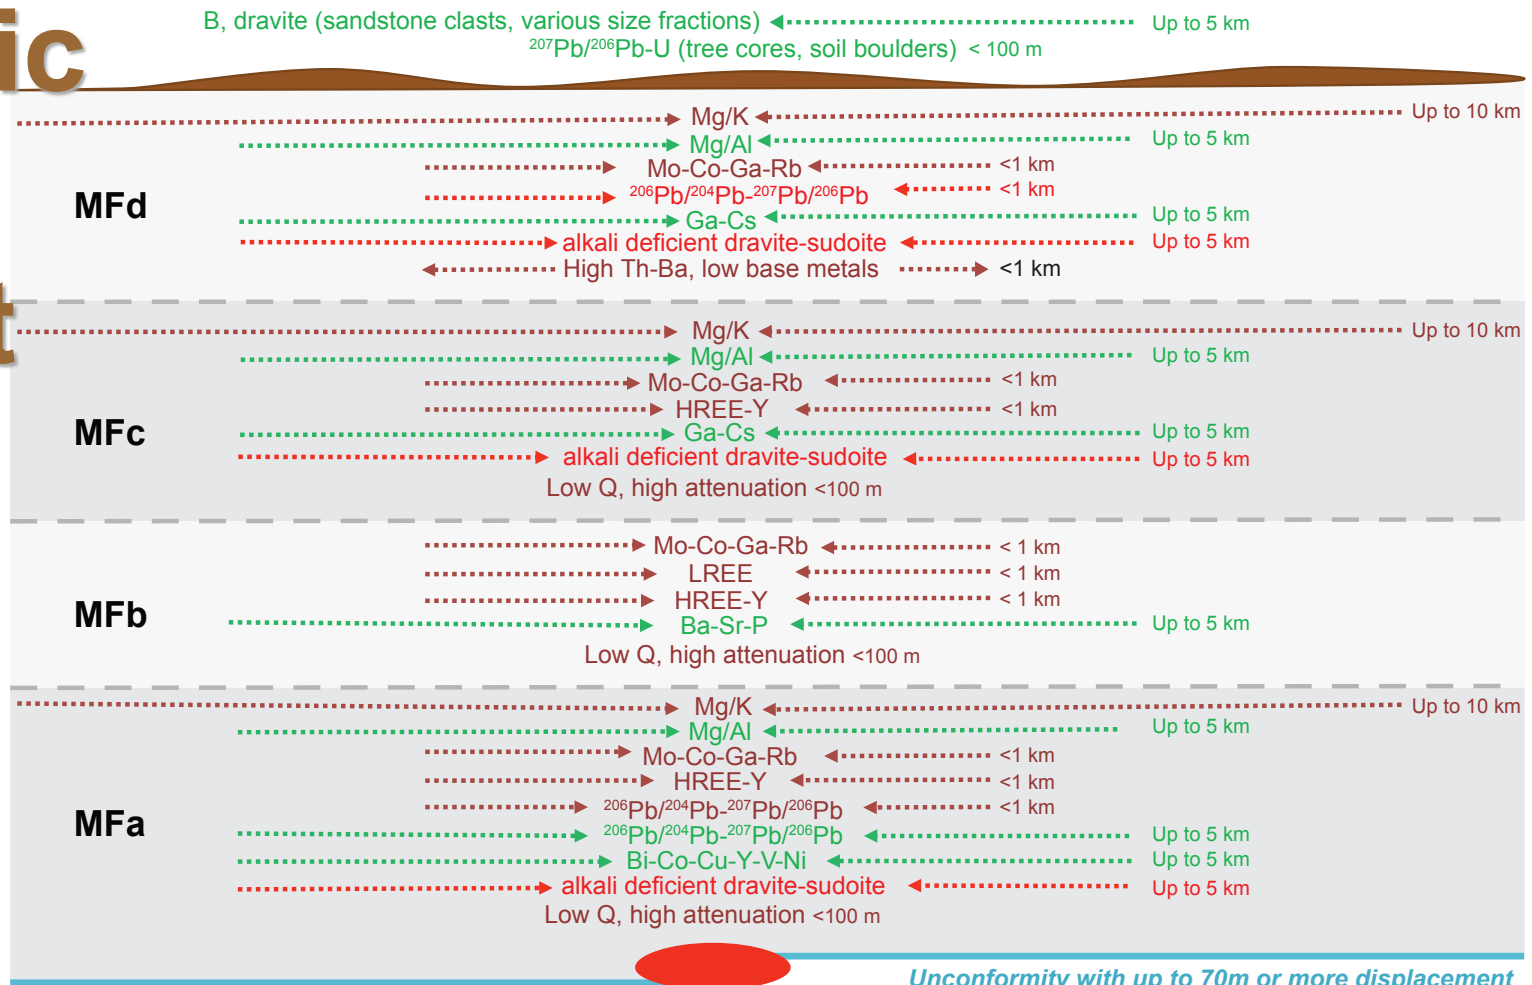 ic
t
B, dravite (sandstone clasts, various size fractions) Up to 5 km
²⁰⁷Pb/²⁰⁶Pb-U (tree cores, soil boulders) < 100 m
MFd
Mg/K Up to 10 km
Mg/Al Up to 5 km
Mo-Co-Ga-Rb <1 km
²⁰⁶Pb/²⁰⁴Pb-²⁰⁷Pb/²⁰⁶Pb <1 km
Ga-Cs Up to 5 km
alkali deficient dravite-sudoite Up to 5 km
High Th-Ba, low base metals <1 km
MFc
Mg/K Up to 10 km
Mg/Al Up to 5 km
Mo-Co-Ga-Rb <1 km
HREE-Y <1 km
Ga-Cs Up to 5 km
alkali deficient dravite-sudoite Up to 5 km
Low Q, high attenuation <100 m
MFb
Mo-Co-Ga-Rb < 1 km
LREE < 1 km
HREE-Y < 1 km
Ba-Sr-P Up to 5 km
Low Q, high attenuation <100 m
MFa
Mg/K Up to 10 km
Mg/Al Up to 5 km
Mo-Co-Ga-Rb <1 km
HREE-Y <1 km
²⁰⁶Pb/²⁰⁴Pb-²⁰⁷Pb/²⁰⁶Pb <1 km
²⁰⁶Pb/²⁰⁴Pb-²⁰⁷Pb/²⁰⁶Pb Up to 5 km
Bi-Co-Cu-Y-V-Ni Up to 5 km
alkali deficient dravite-sudoite Up to 5 km
Low Q, high attenuation <100 m
Unconformity with up to 70m or more displacement